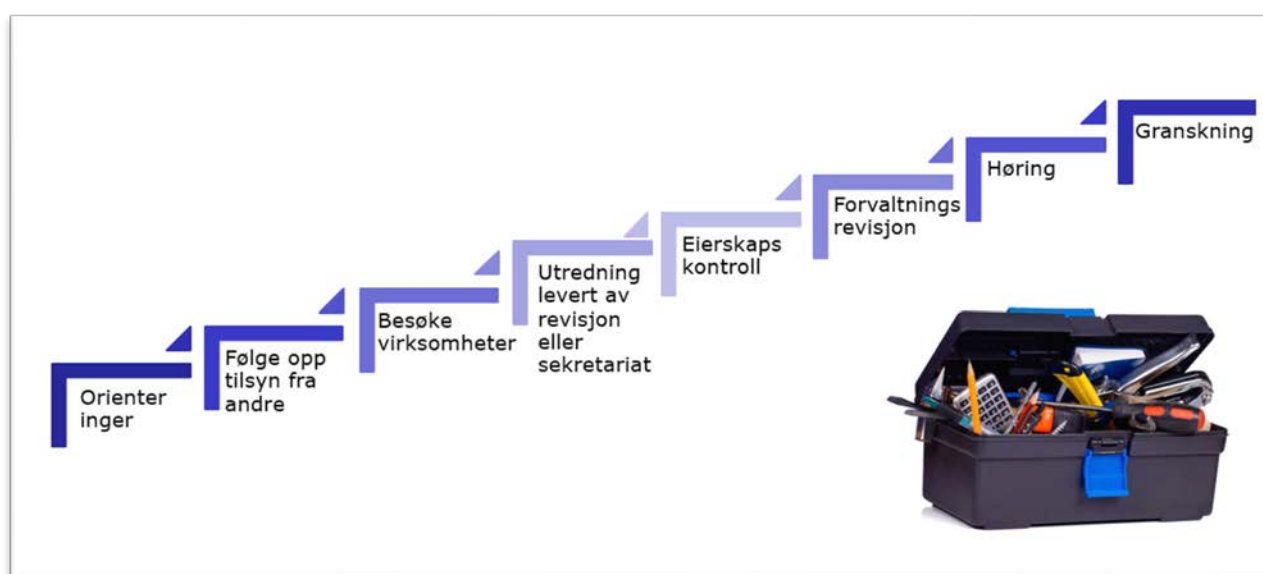 Orienter
inger
Følge opp
tilsyn fra
andre
Besøke
virksomheter
Utredning
levert av
revisjon
eller
sekretariat
Eierskaps
kontroll
Forvaltnings
revisjon
Høring
Granskning